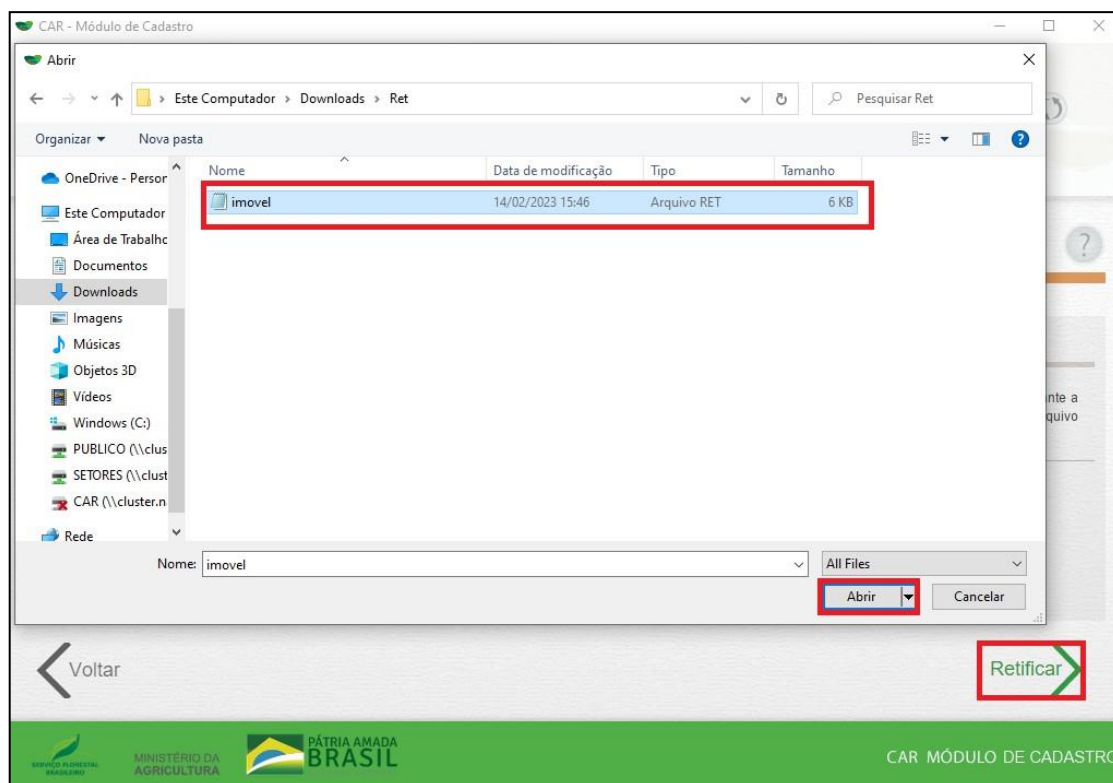 CAR - Módulo de Cadastro
Abrir
Este Computador > Downloads > Ret
Pesquisar Ret
Organizar
Nova pasta
Nome
Data de modificação
Tipo
Tamanho
OneDrive - Person
Este Computador
Área de Trabalho
Documentos
Downloads
Imagens
Músicas
Objetos 3D
Vídeos
Windows (C:)
PUBLICO (\\clus
SETORES (\\clust
CAR (\\cluster.n
Rede
imovel 14/02/2023 15:46 Arquivo RET 6 KB
?
nte a
quivo
Nome: imovel
All Files
Abrir
Cancelar
Voltar
Retificar
SERVIÇO FLORESTAL
BRASILEIRO
MINISTÉRIO DA
AGRICULTURA
PÁTRIA AMADA
BRASIL
CAR MÓDULO DE CADASTRO